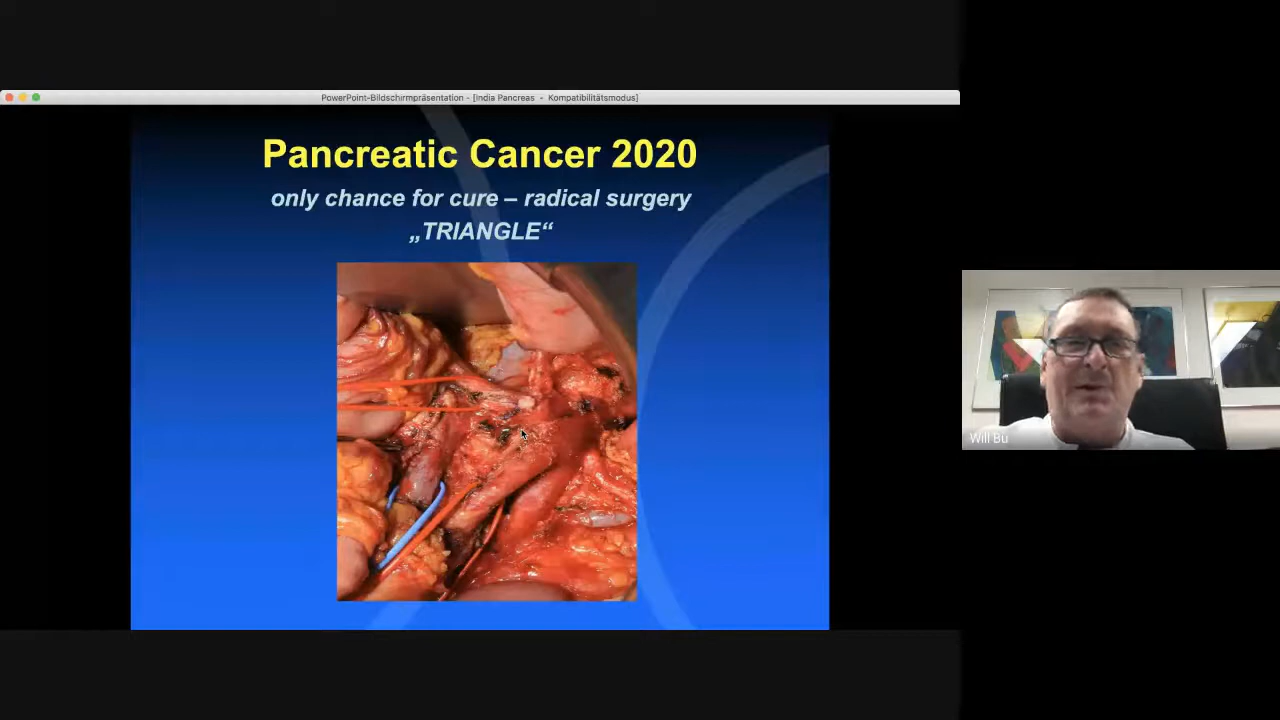 PowerPoint-Bildschirmpräsentation - [India Pancreas - Kompatibilitätsmodus]
Pancreatic Cancer 2020
only chance for cure – radical surgery
„TRIANGLE“
Will Bu